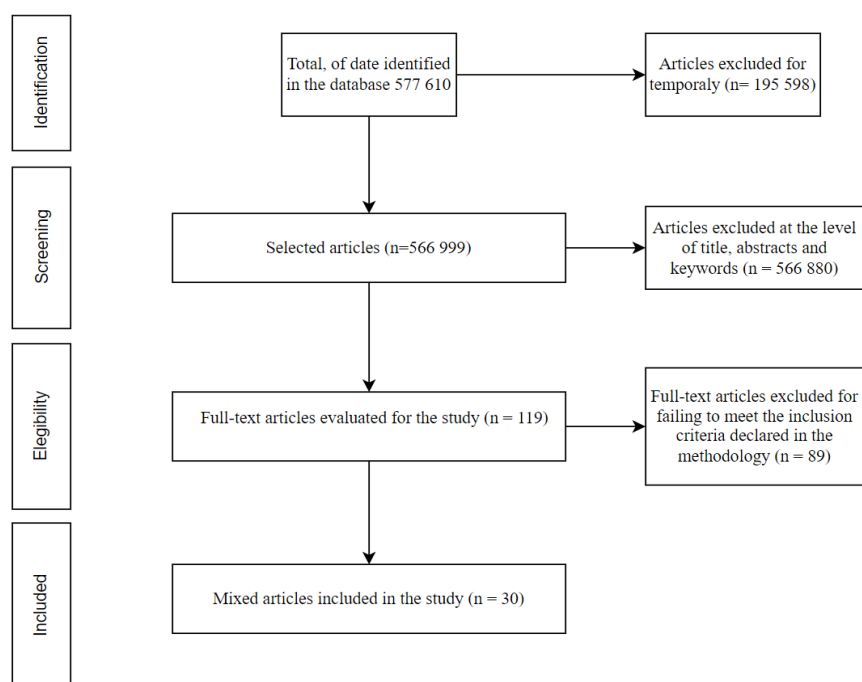 Identification
Total, of date identified
in the database 577 610
Articles excluded for
temporaly (n= 195 598)
Screening
Selected articles (n=566 999)
Articles excluded at the level
of title, abstracts and
keywords (n = 566 880)
Elegibility
Full-text articles evaluated for the study (n = 119)
Full-text articles excluded for
failing to meet the inclusion
criteria declared in the
methodology (n = 89)
Included
Mixed articles included in the study (n = 30)